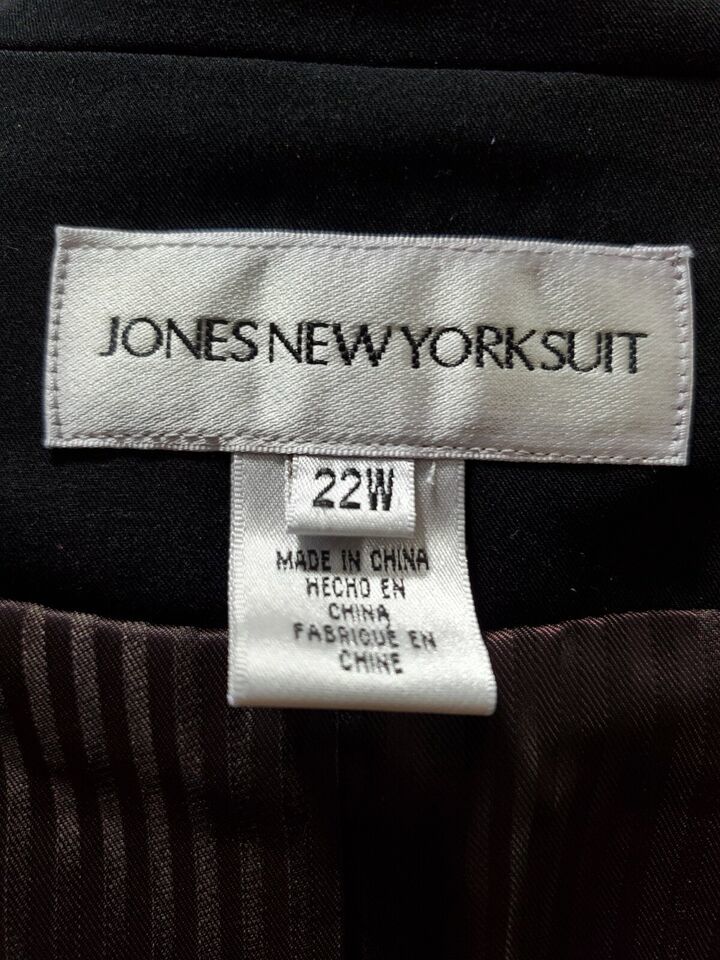 JONES NEW YORK SUIT
22W
MADE IN CHINA
HECHO EN
CHINA
FABRIQUE EN
CHINE